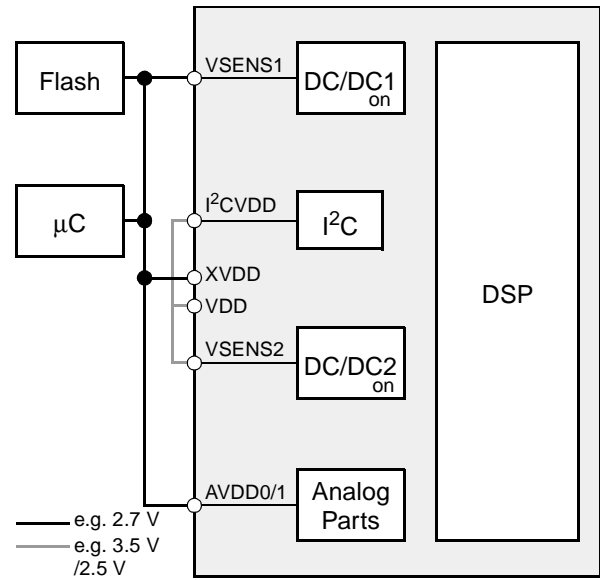 Flash
VSENS1
DC/DC1
on
μC
I²CVDD
I²C
XVDD
VDD
DSP
VSENS2
DC/DC2
on
AVDD0/1
Analog
Parts
e.g. 2.7 V
e.g. 3.5 V
/2.5 V